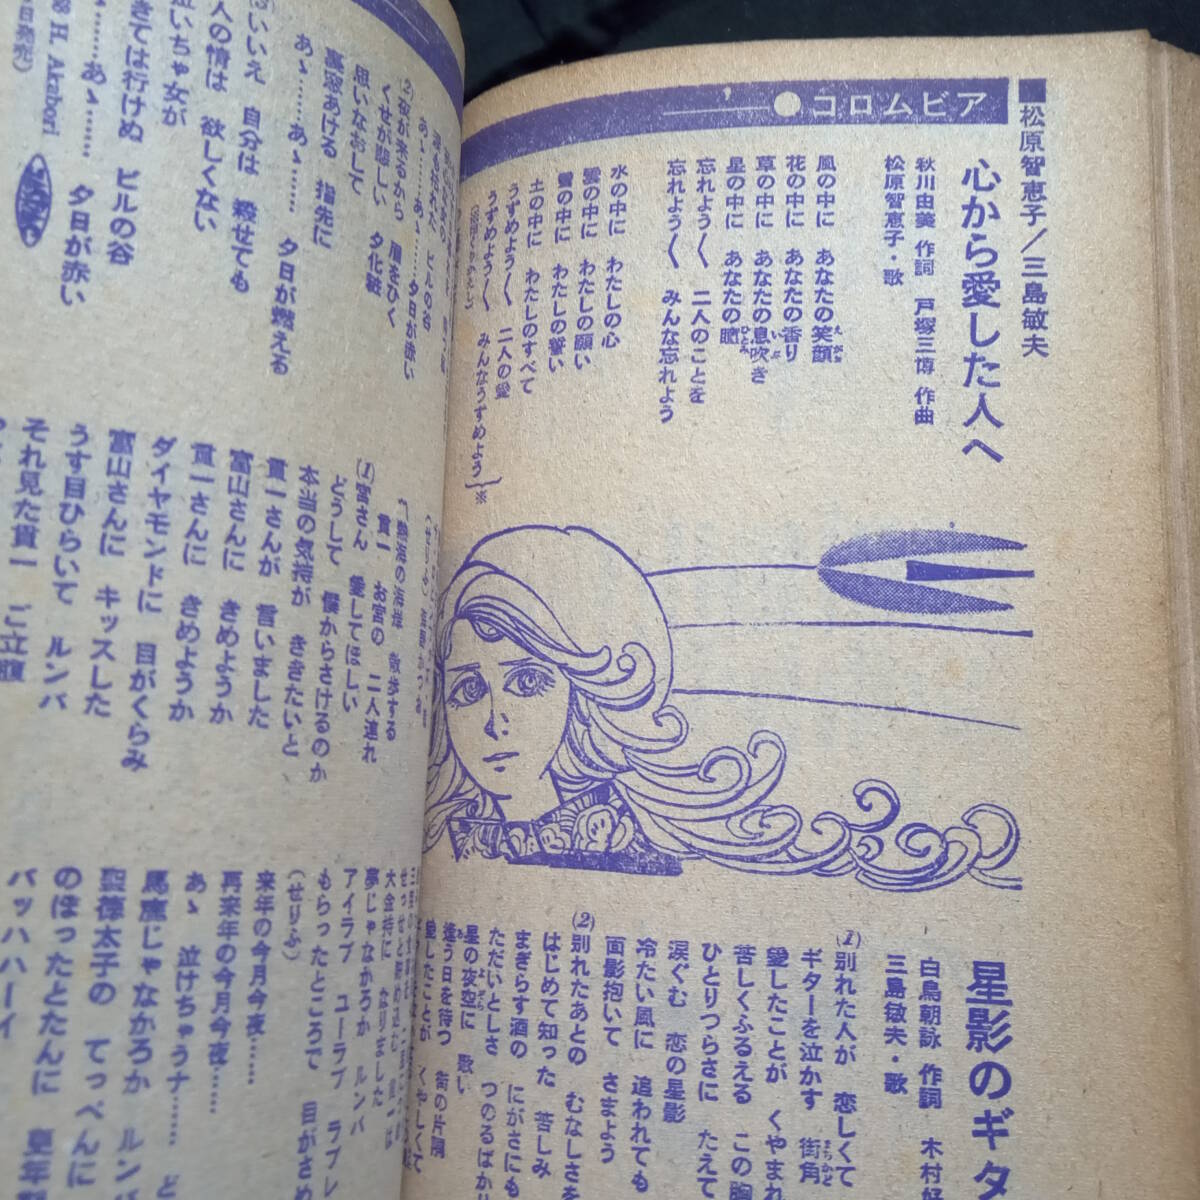 ■松原智恵子／三島敏夫
●コロムビア
心から愛した人へ
秋川由美 作詞 戸塚三博 作曲
松原智恵子・歌
風の中に あなたの笑顔
花の中に あなたの香り
草の中に あなたの息吹き
星の中に あなたの瞳
忘れよう〱 二人のことを
忘れよう〱 みんな忘れよう
水の中に わたしの心
雲の中に わたしの願い
雪の中に わたしの誓い
土の中に わたしのすべて
うずめよう〱 二人の愛
うずめよう〱 みんなうずめよう
※
星影のギタ
白鳥朝詠 作詞 木村好
三島敏夫・歌
(1)別れた人が 恋しくて
ギターを泣かす 街角
愛したことが くやまれ
苦しくふるえる この胸
ひとりつらさに たえて
涙ぐむ 恋の星影
冷たい風に 追われても
面影抱いて さまよう
(2)別れたあとの むなしさを
はじめて知った 苦しみ
まぎらす酒の にがさにも
ただいとしさ つのるばか
星の夜空に 歌い
逢う日を待つ 街の片隅
愛したことが くやしくて
(2)夜が来るから 眉をひく
くせが悲しい 夕化粧
思いなおして
裏窓あける 指先に
あゝ……あゝ…… 夕日が燃える
いいえ 自分は 殺せても
人の情は 欲しくない
泣いちゃ女が
きては行けぬ ビルの谷
……あゝ…… 夕日が赤い
H. Akabori
熱海の海岸 散歩する
貫一 お宮の 二人連れ
(1)宮さん 愛してほしい
どうして 僕からさけるのか
本当の気持が ききたいと
貫一さんが 言いました
富山さんに きめようか
貫一さんに きめようか
ダイヤモンドに 目がくらみ
富山さんに キッスした
うす目ひらいて ルンバ
それ見た貫一 ご立腹
大金持に なりました
夢じゃなかろか ルンバ
アイラブ ユーラブ ラブレ
もらったところで 目がさめ
(せりふ)
来年の今月今夜……
再来年の今月今夜……
あゝ 泣けちゃうナ……
馬鹿じゃなかろか ルン
聖徳太子の てっぺんに
のぼったとたんに
バッハハーイ